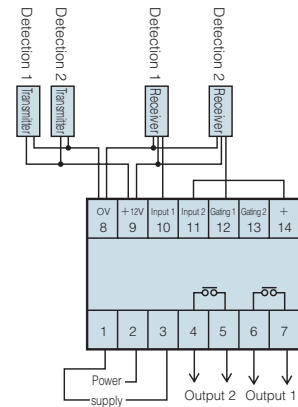 Detection 1
Detection 2
Detection 1
Detection 2
Transmitter
Transmitter
Receiver
Receiver
0V
+12V
Input 1
Input 2
Gating 1
Gating 2
+
8
9
10
11
12
13
14
1
2
3
4
5
6
7
Power
supply
Output 2
Output 1